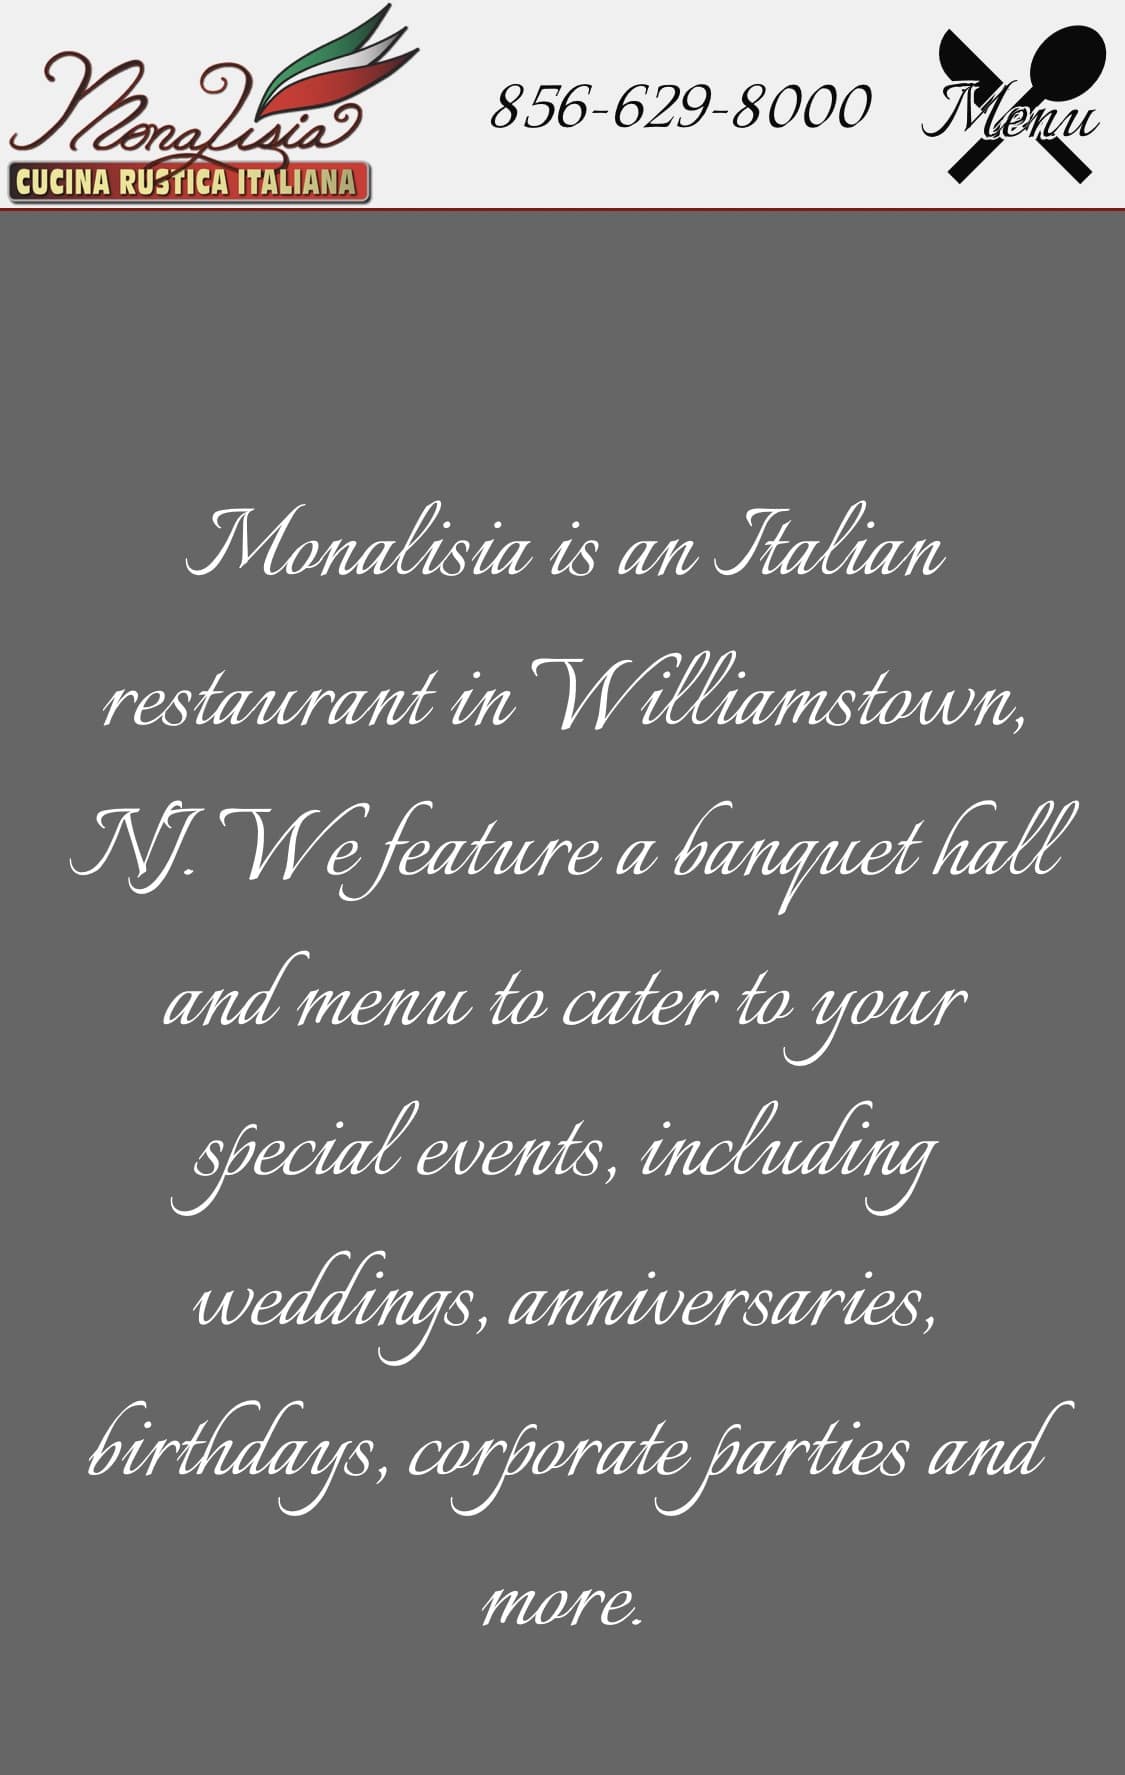 MonaLisia
CUCINA RUSTICA ITALIANA
856-629-8000
Menu
Monalisia is an Italian
restaurant in Williamstown,
NJ. We feature a banquet hall
and menu to cater to your
special events, including
weddings, anniversaries,
birthdays, corporate parties and
more.